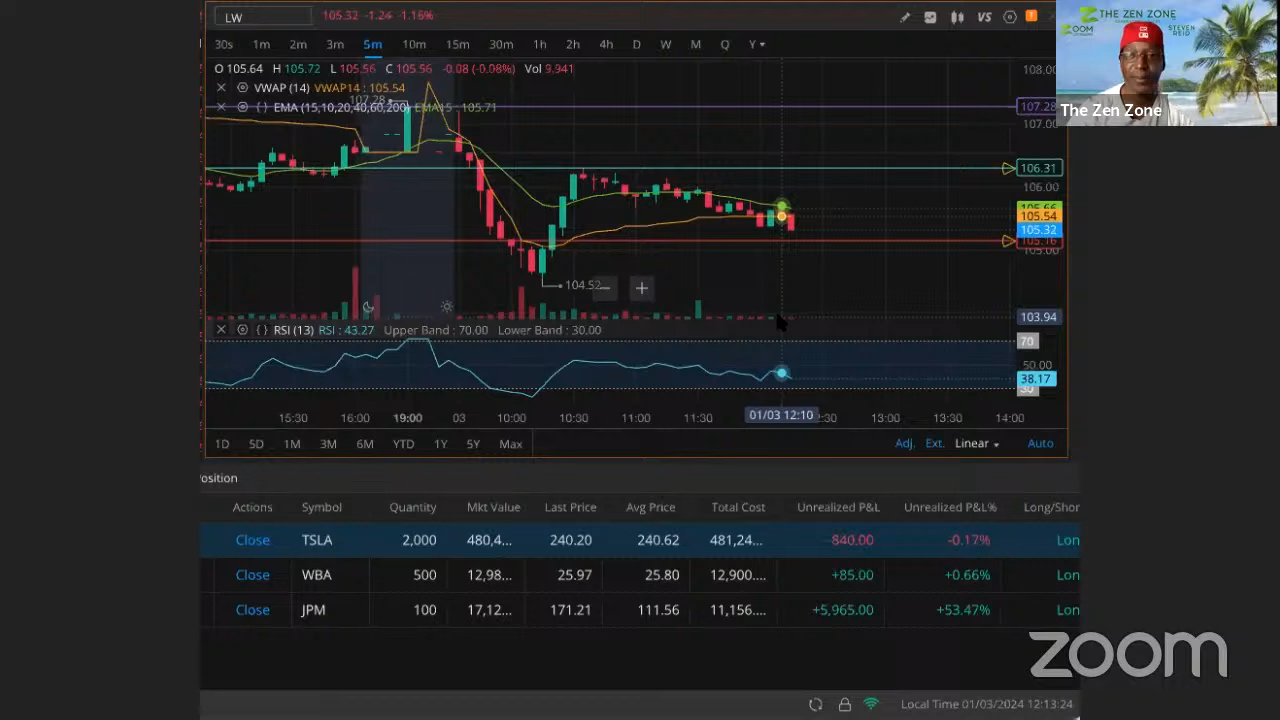 LW 105.32 -1.24 -1.16% VS
30s 1m 2m 3m 5m 10m 15m 30m 1h 2h 4h D W M Q Y
O 105.64 H 105.72 L 105.56 C 105.56 -0.08 (-0.08%) Vol 9,941
VWAP (14) VWAP14 : 105.54
107.28
EMA (15,10,20,40,60,200) EMA15 : 105.71
108.00
107.28
107.00
106.31
106.00
105.66
105.54
105.32
105.16
105.00
104.52
− +
103.94
RSI (13) RSI : 43.27 Upper Band : 70.00 Lower Band : 30.00
70
50.00
38.17
30
15:30 16:00 19:00 03 10:00 10:30 11:00 11:30 01/03 12:10 :30 13:00 13:30 14:00
1D 5D 1M 3M 6M YTD 1Y 5Y Max Adj. Ext. Linear Auto
osition
Actions Symbol Quantity Mkt Value Last Price Avg Price Total Cost Unrealized P&L Unrealized P&L% Long/Shor
Close TSLA 2,000 480,4... 240.20 240.62 481,24... -840.00 -0.17% Lon
Close WBA 500 12,98... 25.97 25.80 12,900.... +85.00 +0.66% Lon
Close JPM 100 17,12... 171.21 111.56 11,156.... +5,965.00 +53.47% Lon
Local Time 01/03/2024 12:13:24
THE ZEN ZONE
ZOOM
STEVEN
REID
The Zen Zone
zoom